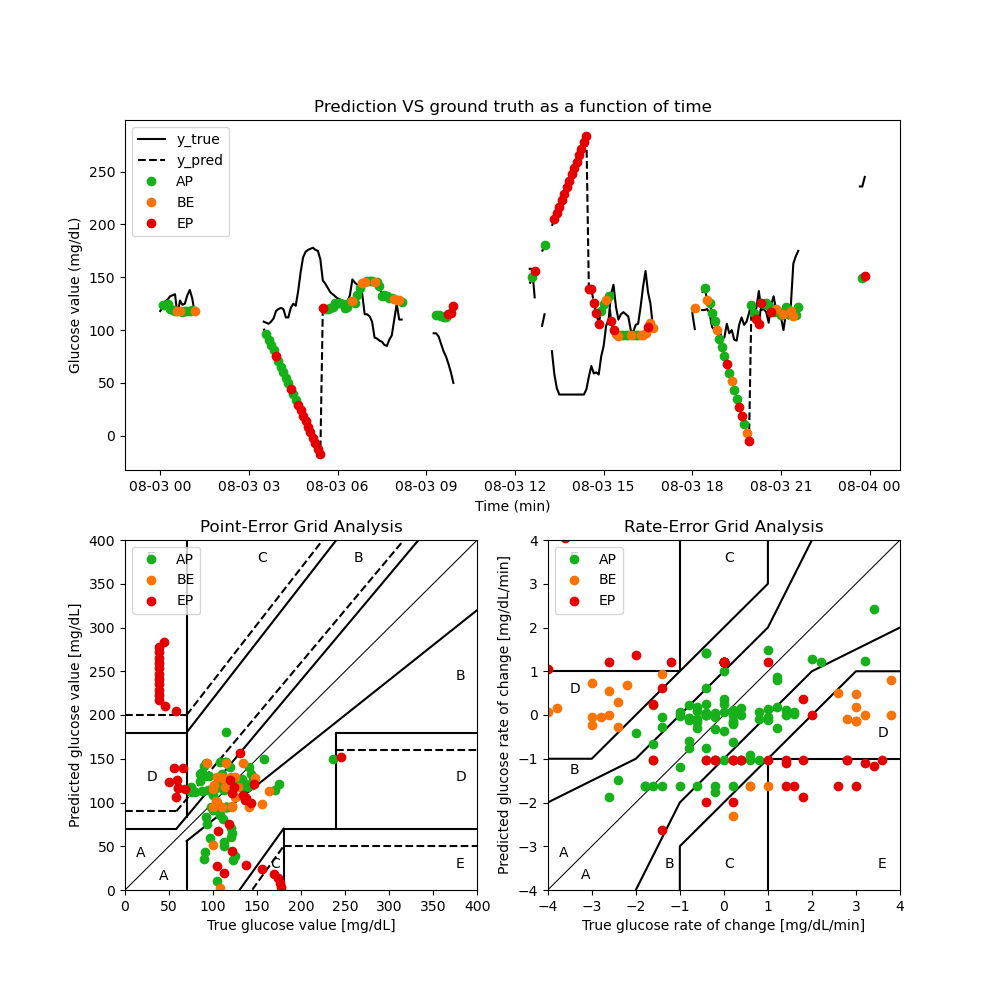 Prediction VS ground truth as a function of time
Glucose value (mg/dL)
250
200
150
100
50
0
y_true
y_pred
AP
BE
EP
08-03 00 08-03 03 08-03 06 08-03 09 08-03 12 08-03 15 08-03 18 08-03 21 08-04 00
Time (min)
Point-Error Grid Analysis
Predicted glucose value [mg/dL]
400
350
300
250
200
150
100
50
0
AP
BE
EP
C
B
B
D
D
A
A
C
E
0 50 100 150 200 250 300 350 400
True glucose value [mg/dL]
Rate-Error Grid Analysis
Predicted glucose rate of change [mg/dL/min]
4
3
2
1
0
−1
−2
−3
−4
AP
BE
EP
C
D
D
B
A
A
B
C
E
−4 −3 −2 −1 0 1 2 3 4
True glucose rate of change [mg/dL/min]